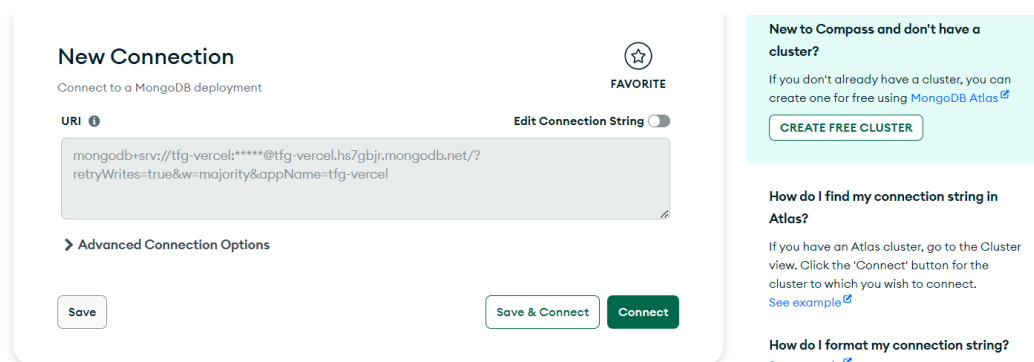 New Connection
Connect to a MongoDB deployment
FAVORITE
URI
Edit Connection String
mongodb+srv://tfg-vercel:*****@tfg-vercel.hs7gbjr.mongodb.net/?
retryWrites=true&w=majority&appName=tfg-vercel
Advanced Connection Options
Save
Save & Connect
Connect
New to Compass and don't have a
cluster?
If you don't already have a cluster, you can
create one for free using MongoDB Atlas
CREATE FREE CLUSTER
How do I find my connection string in
Atlas?
If you have an Atlas cluster, go to the Cluster
view. Click the 'Connect' button for the
cluster to which you wish to connect.
See example
How do I format my connection string?